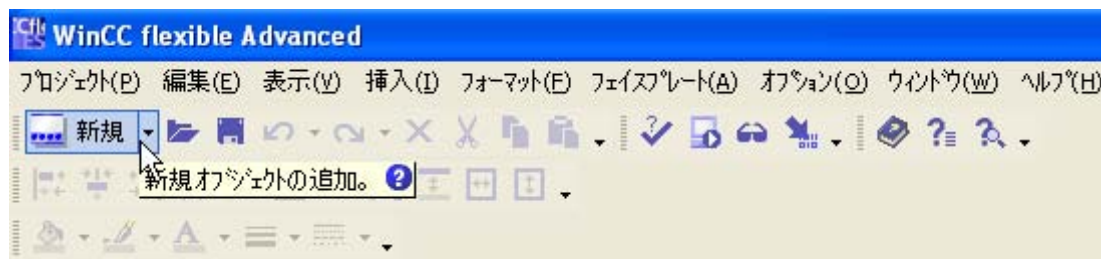 WinCC flexible Advanced
プロジェクト(P) 編集(E) 表示(V) 挿入(I) フォーマット(F) フェイスプレート(A) オプション(O) ウィンドウ(W) ヘルプ(H)
新規
新規オブジェクトの追加。